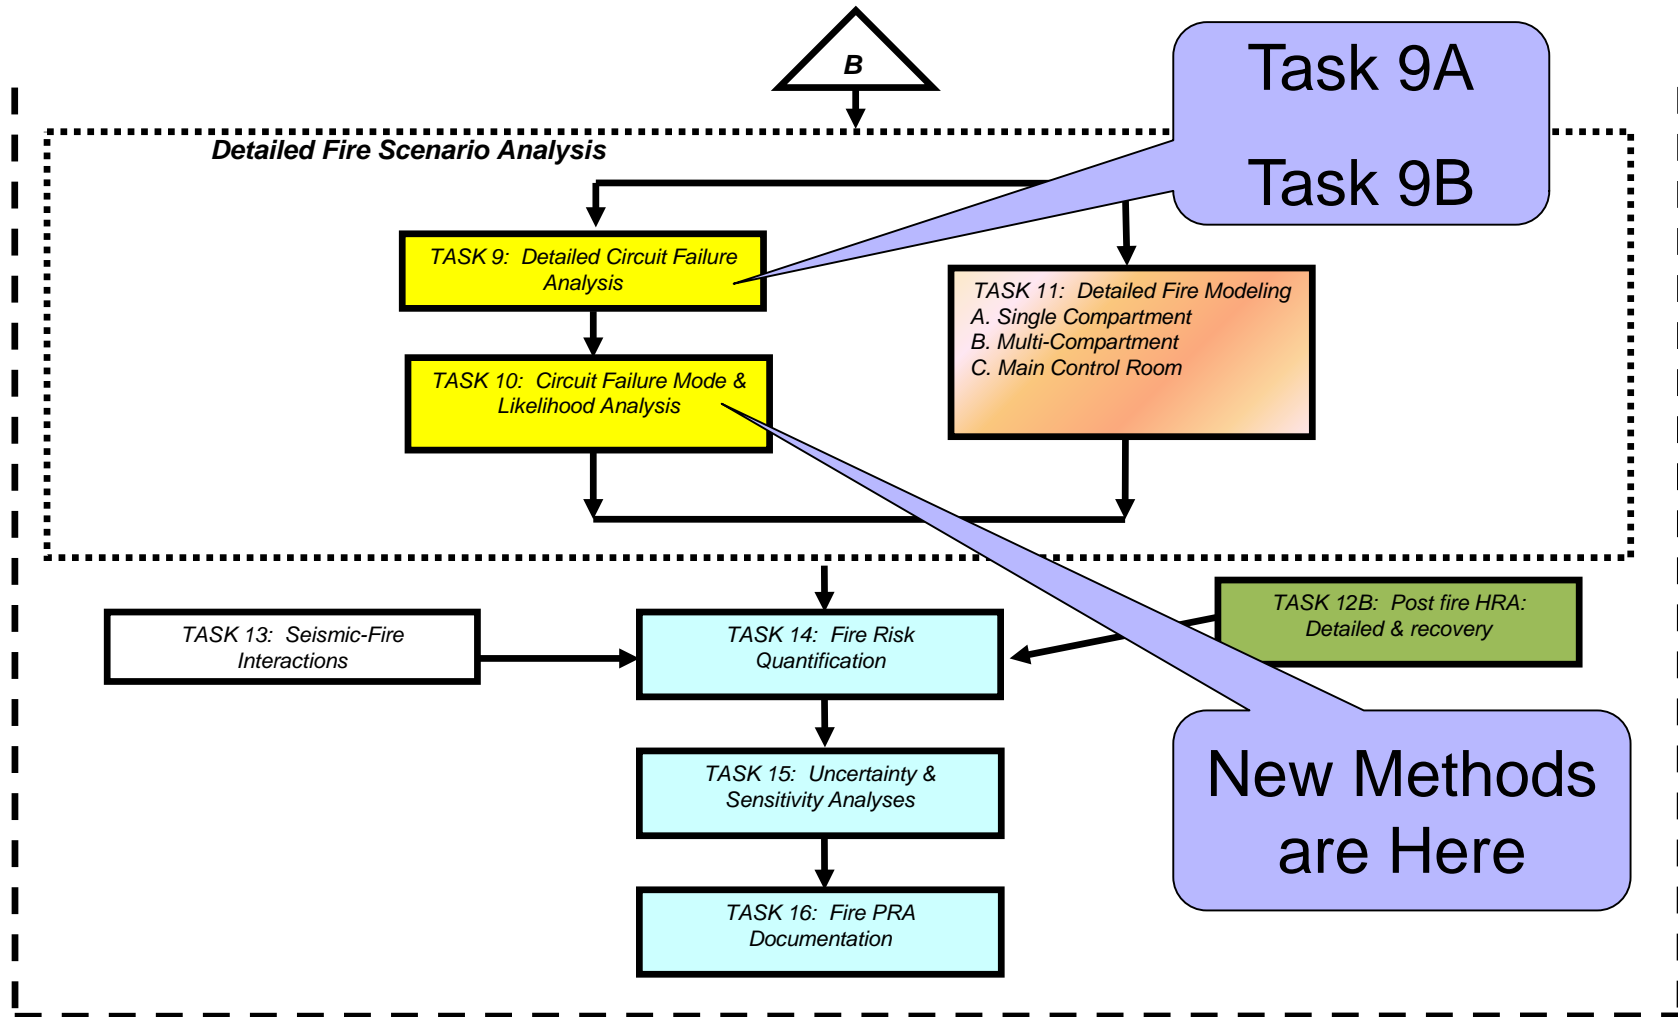 B
Task 9A
Task 9B
Detailed Fire Scenario Analysis
TASK 9:  Detailed Circuit Failure
Analysis
TASK 11:  Detailed Fire Modeling
A. Single Compartment
B. Multi-Compartment
C. Main Control Room
TASK 10:  Circuit Failure Mode &
Likelihood Analysis
TASK 13:  Seismic-Fire
Interactions
TASK 14:  Fire Risk
Quantification
TASK 12B:  Post fire HRA:
Detailed & recovery
TASK 15:  Uncertainty &
Sensitivity Analyses
New Methods
are Here
TASK 16:  Fire PRA
Documentation